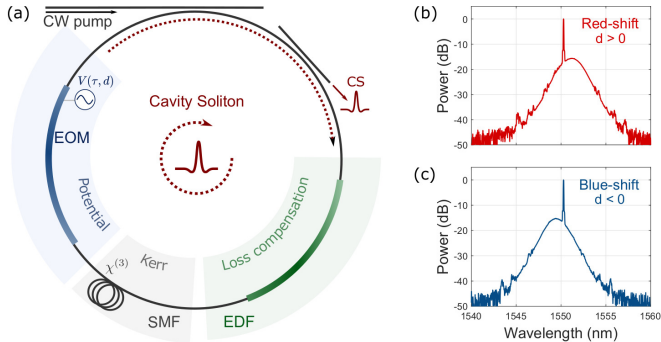 (a)
CW pump
V(τ, d)
EOM
Potential
Cavity Soliton
CS
χ(3)
Kerr
SMF
Loss compensation
EDF
(b)
Power (dB)
0
-10
-20
-30
-40
-50
Red-shift
d > 0
(c)
Power (dB)
0
-10
-20
-30
-40
-50
Blue-shift
d < 0
1540 1545 1550 1555 1560
Wavelength (nm)